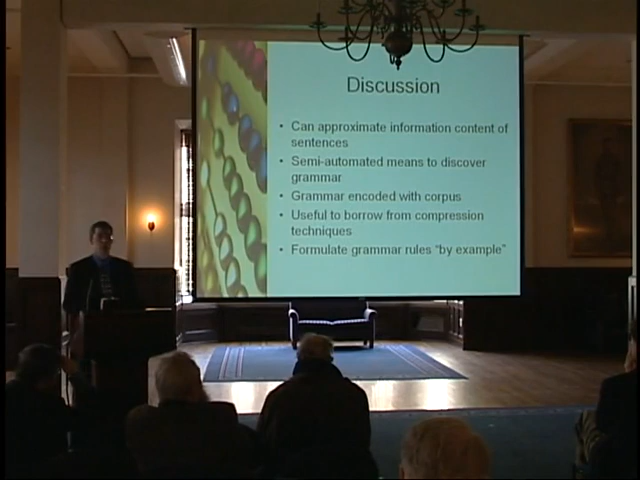 Discussion
• Can approximate information content of
sentences
• Semi-automated means to discover
grammar
• Grammar encoded with corpus
• Useful to borrow from compression
techniques
• Formulate grammar rules “by example”